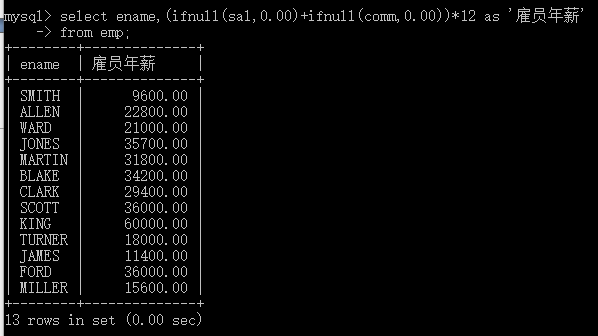 mysql> select ename,(ifnull(sal,0.00)+ifnull(comm,0.00))*12 as '雇员年薪'
    -> from emp;
+--------+--------------+
| ename  | 雇员年薪     |
+--------+--------------+
| SMITH  |      9600.00 |
| ALLEN  |     22800.00 |
| WARD   |     21000.00 |
| JONES  |     35700.00 |
| MARTIN |     31800.00 |
| BLAKE  |     34200.00 |
| CLARK  |     29400.00 |
| SCOTT  |     36000.00 |
| KING   |     60000.00 |
| TURNER |     18000.00 |
| JAMES  |     11400.00 |
| FORD   |     36000.00 |
| MILLER |     15600.00 |
+--------+--------------+
13 rows in set (0.00 sec)